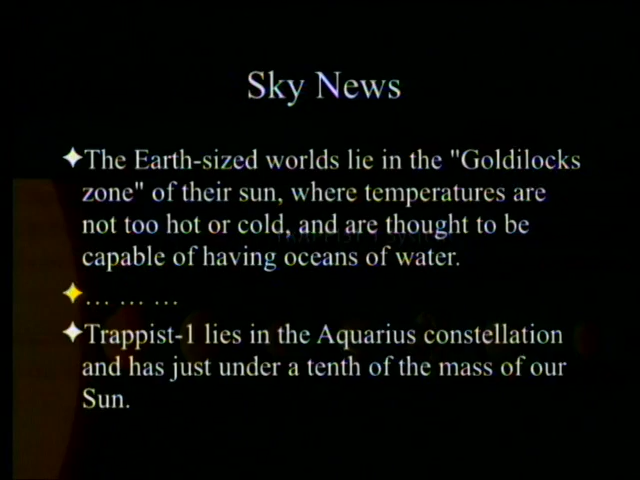 Sky News
The Earth-sized worlds lie in the "Goldilocks
zone" of their sun, where temperatures are
not too hot or cold, and are thought to be
capable of having oceans of water.
... ... ...
Trappist-1 lies in the Aquarius constellation
and has just under a tenth of the mass of our
Sun.